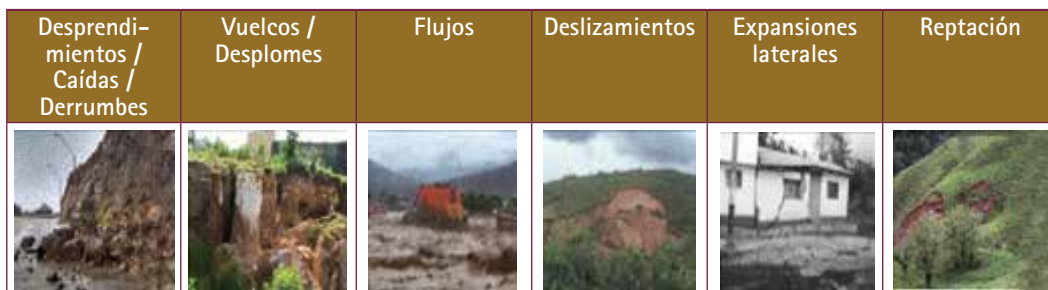 Desprendi-
mientos /
Caídas /
Derrumbes
Vuelcos /
Desplomes
Flujos
Deslizamientos
Expansiones
laterales
Reptación